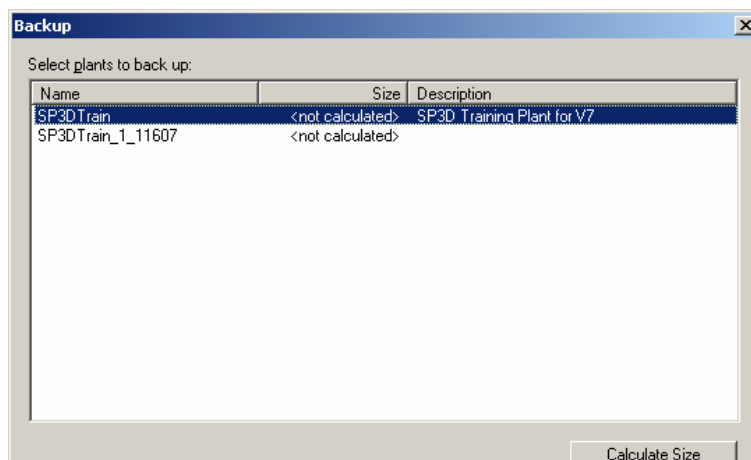 Backup
Select plants to back up:
Name Size Description
SP3DTrain <not calculated> SP3D Training Plant for V7
SP3DTrain_1_11607 <not calculated>
Calculate Size